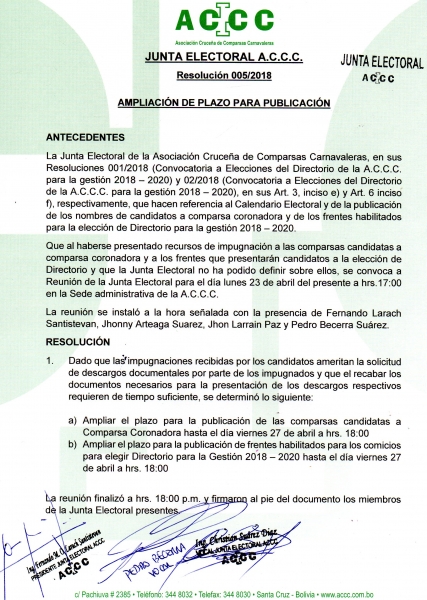 ACCC
Asociación Cruceña de Comparsas Carnavaleras
JUNTA ELECTORAL A.C.C.C.
JUNTA ELECTORAL
ACCC
Resolución 005/2018
AMPLIACIÓN DE PLAZO PARA PUBLICACIÓN
ANTECEDENTES
La Junta Electoral de la Asociación Cruceña de Comparsas Carnavaleras, en sus
Resoluciones 001/2018 (Convocatoria a Elecciones del Directorio de la A.C.C.C.
para la gestión 2018 – 2020) y 02/2018 (Convocatoria a Elecciones del Directorio
de la A.C.C.C. para la gestión 2018 – 2020), en sus Art. 3, inciso e) y Art. 6 inciso
f), respectivamente, que hacen referencia al Calendario Electoral y de la publicación
de los nombres de candidatos a comparsa coronadora y de los frentes habilitados
para la elección de Directorio para la gestión 2018 – 2020.
Que al haberse presentado recursos de impugnación a las comparsas candidatas a
comparsa coronadora y a los frentes que presentarán candidatos a la elección de
Directorio y que la Junta Electoral no ha podido definir sobre ellos, se convoca a
Reunión de la Junta Electoral para el día lunes 23 de abril del presente a hrs.17:00
en la Sede administrativa de la A.C.C.C.
La reunión se instaló a la hora señalada con la presencia de Fernando Larach
Santistevan, Jhonny Arteaga Suarez, Jhon Larrain Paz y Pedro Becerra Suárez.
RESOLUCIÓN
1. Dado que las impugnaciones recibidas por los candidatos ameritan la solicitud
de descargos documentales por parte de los impugnados y que el recabar los
documentos necesarios para la presentación de los descargos respectivos
requieren de tiempo suficiente, se determinó lo siguiente:
a) Ampliar el plazo para la publicación de las comparsas candidatas a
Comparsa Coronadora hasta el día viernes 27 de abril a hrs. 18:00
b) Ampliar el plazo para la publicación de frentes habilitados para los comicios
para elegir Directorio para la Gestión 2018 – 2020 hasta el día viernes 27
de abril a hrs. 18:00
La reunión finalizó a hrs. 18:00 p.m. y firmaron al pie del documento los miembros
de la Junta Electoral presentes.
Ing. Fernando M. Larach Santistevan
PRESIDENTE JUNTA ELECTORAL ACCC
ACCC
PEDRO BECERRA
VOCAL
Ing. Christian Suárez Diaz
VOCAL JUNTA ELECTORAL ACCC
ACCC
c/ Pachiuva # 2385 • Teléfono: 344 8032 • Telefax: 344 8030 • Santa Cruz - Bolivia • www.accc.com.bo